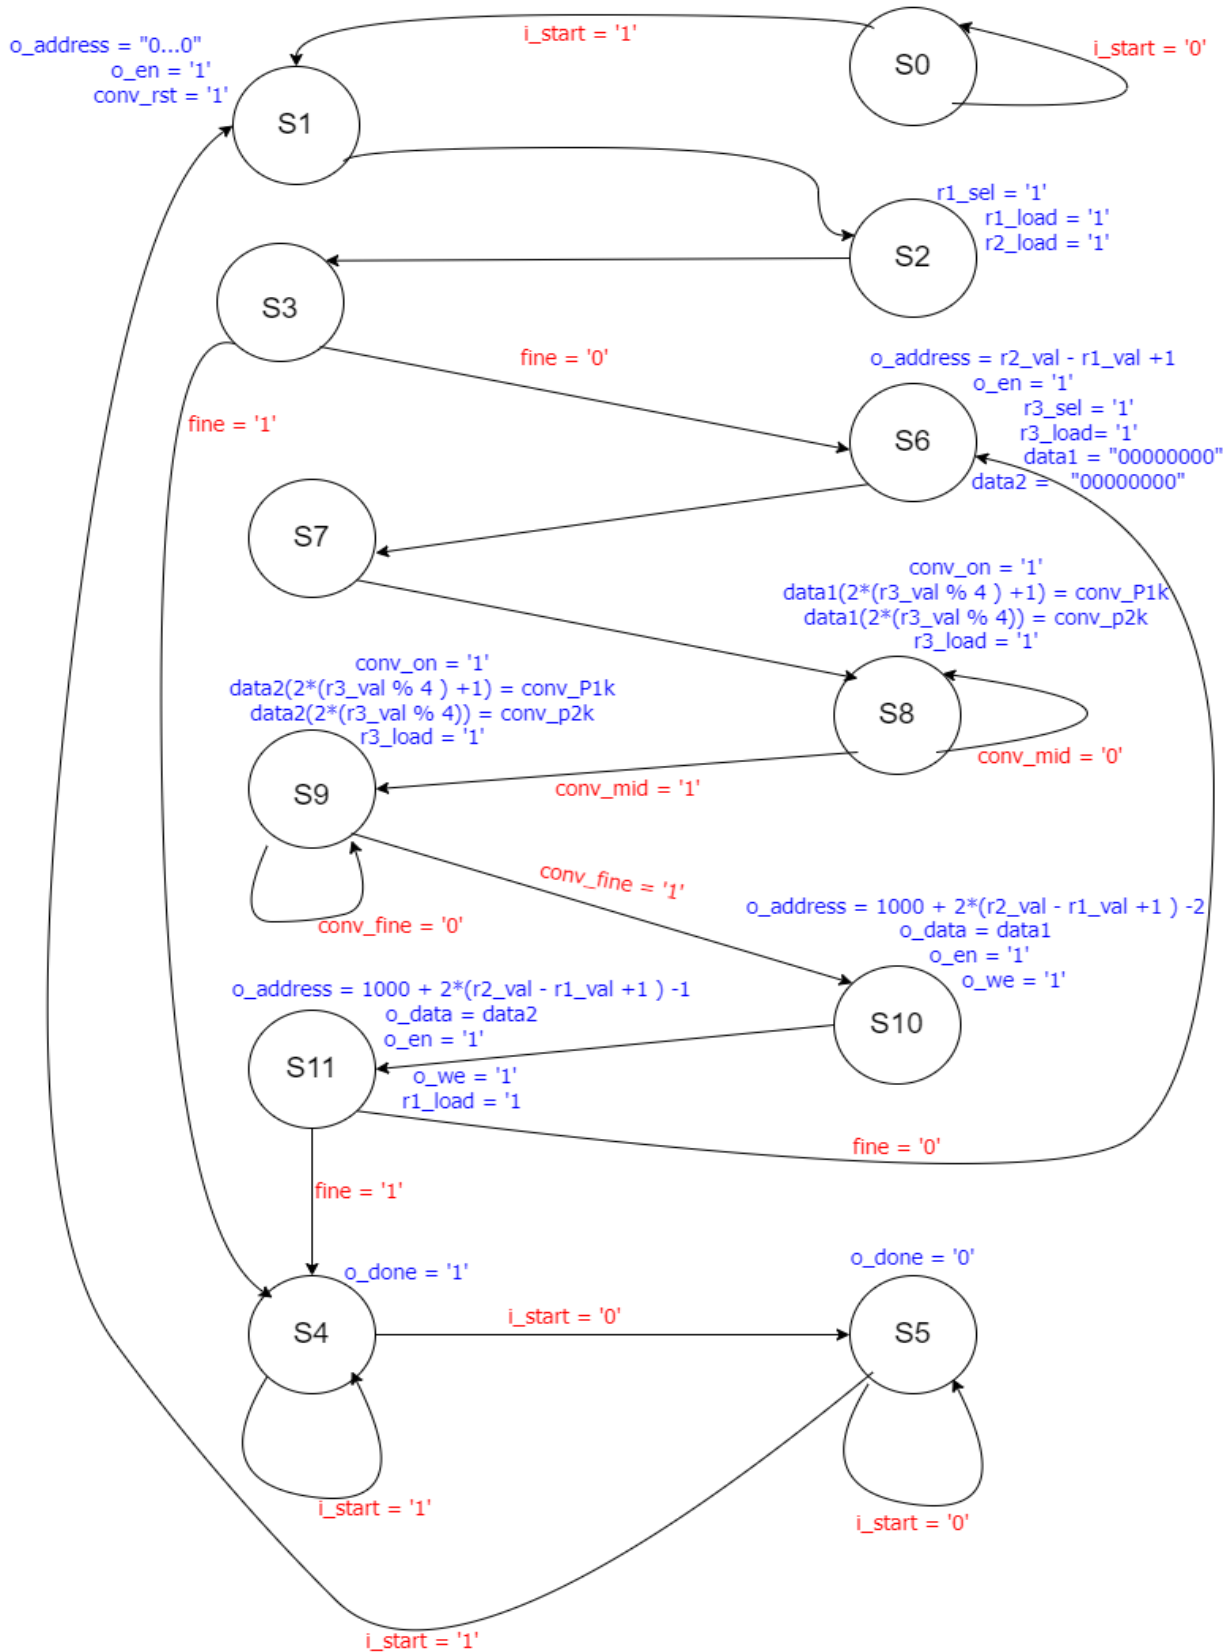 i_start = '1'
S0
i_start = '0'
o_address = "0...0"
o_en = '1'
conv_rst = '1'
S1
r1_sel = '1'
r1_load = '1'
r2_load = '1'
S2
S3
fine = '0'
fine = '1'
o_address = r2_val - r1_val +1
o_en = '1'
r3_sel = '1'
r3_load= '1'
data1 = "00000000"
data2 = "00000000"
S6
S7
conv_on = '1'
data1(2*(r3_val % 4 ) +1) = conv_P1k
data1(2*(r3_val % 4)) = conv_p2k
r3_load = '1'
S8
conv_mid = '0'
conv_mid = '1'
conv_on = '1'
data2(2*(r3_val % 4 ) +1) = conv_P1k
data2(2*(r3_val % 4)) = conv_p2k
r3_load = '1'
S9
conv_fine = '0'
conv_fine = '1'
o_address = 1000 + 2*(r2_val - r1_val +1 ) -2
o_data = data1
o_en = '1'
o_we = '1'
S10
o_address = 1000 + 2*(r2_val - r1_val +1 ) -1
o_data = data2
o_en = '1'
o_we = '1'
r1_load = '1
S11
fine = '0'
fine = '1'
o_done = '1'
S4
i_start = '0'
o_done = '0'
S5
i_start = '1'
i_start = '0'
i_start = '1'